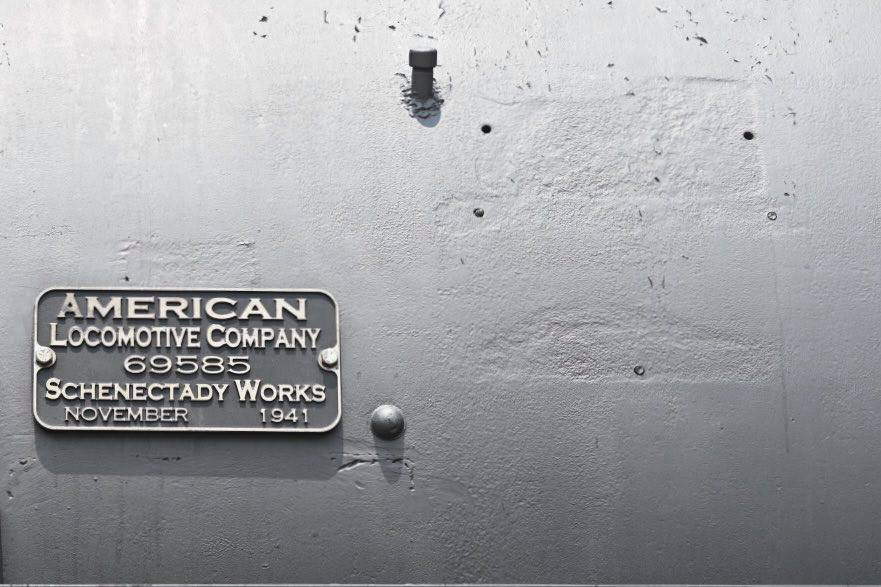 American
Locomotive Company
69585
Schenectady Works
November 1941